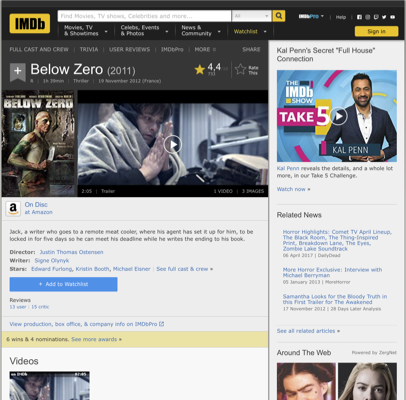 IMDb
Find Movies, TV shows, Celebrities and more...
All
IMDbPro
Help
Movies, TV
& Showtimes
Celebs, Events
& Photos
News &
Community
Watchlist
Sign in
FULL CAST AND CREW | TRIVIA | USER REVIEWS | IMDbPro | MORE
SHARE
Below Zero (2011)
1h 39min | Thriller | 19 November 2012 (France)
4,4
Rate
This
BELOW ZERO
2:05 | Trailer
1 VIDEO | 3 IMAGES
On Disc
at Amazon
Jack, a writer who goes to a remote meat cooler, where his agent has set it up for him, to be
locked in for five days so he can meet his deadline while he writes the ending to his book.
Director: Justin Thomas Ostensen
Writer: Signe Olynyk
Stars: Edward Furlong, Kristin Booth, Michael Eisner | See full cast & crew »
+ Add to Watchlist
Reviews
13 user | 15 critic
View production, box office, & company info on IMDbPro
6 wins & 4 nominations. See more awards »
Videos
Kal Penn's Secret "Full House"
Connection
THE
IMDb
SHOW
TAKE 5
KAL PENN
Kal Penn reveals the details, and a whole lot
more, in our Take 5 Challenge.
Watch now »
Related News
Horror Highlights: Comet TV April Lineup,
The Black Room, The Thing-Inspired
Print, Breakdown Lane, The Eyes,
Zombie Lake Soundtrack
06 April 2017 | DailyDead
More Horror Exclusive: Interview with
Michael Berryman
05 January 2013 | MoreHorror
Samantha Looks for the Bloody Truth in
this First Trailer for The Awakened
17 November 2012 | 28 Days Later Analysis
See all related articles »
Around The Web
Powered by ZergNet